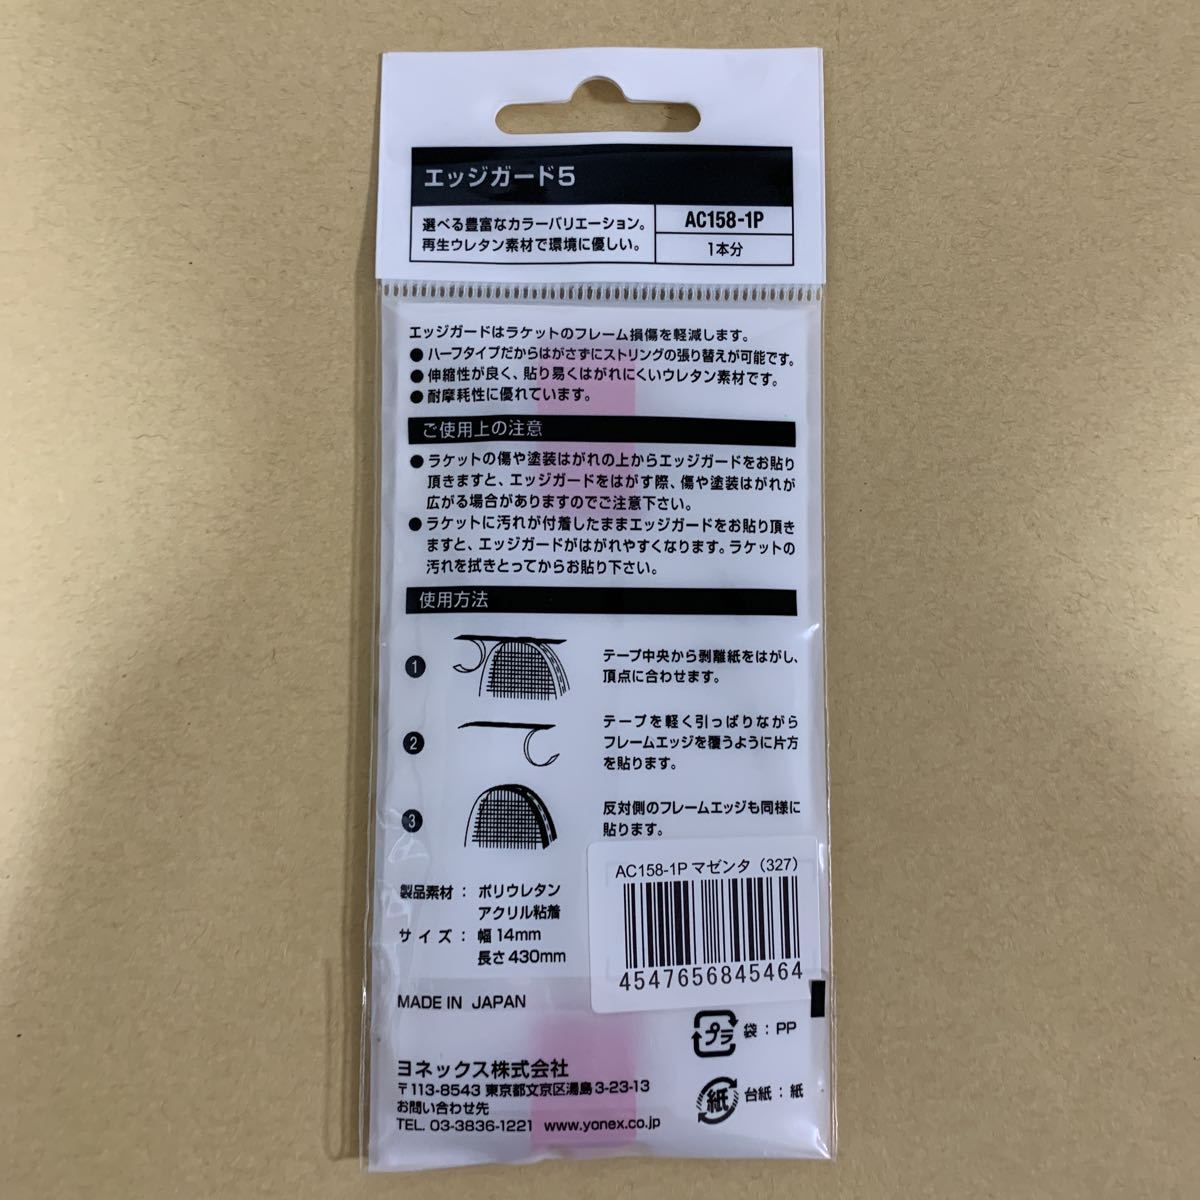 エッジガード5
選べる豊富なカラーバリエーション。
再生ウレタン素材で環境に優しい。
AC158-1P
1本分
エッジガードはラケットのフレーム損傷を軽減します。
● ハーフタイプだからはがさずにストリングの張り替えが可能です。
● 伸縮性が良く、貼り易くはがれにくいウレタン素材です。
● 耐摩耗性に優れています。
ご使用上の注意
● ラケットの傷や塗装はがれの上からエッジガードをお貼り
頂きますと、エッジガードをはがす際、傷や塗装はがれが
広がる場合がありますのでご注意下さい。
● ラケットに汚れが付着したままエッジガードをお貼り頂き
ますと、エッジガードがはがれやすくなります。ラケットの
汚れを拭きとってからお貼り下さい。
使用方法
1
テープ中央から剥離紙をはがし、
頂点に合わせます。
2
テープを軽く引っぱりながら
フレームエッジを覆うように片方
を貼ります。
3
反対側のフレームエッジも同様に
貼ります。
製品素材：ポリウレタン
アクリル粘着
サイズ：幅14mm
長さ430mm
AC158-1P マゼンタ（327）
4547656845464
MADE IN JAPAN
プラ
袋：PP
紙
台紙：紙
ヨネックス株式会社
〒113-8543 東京都文京区湯島3-23-13
お問い合わせ先
TEL. 03-3836-1221 www.yonex.co.jp